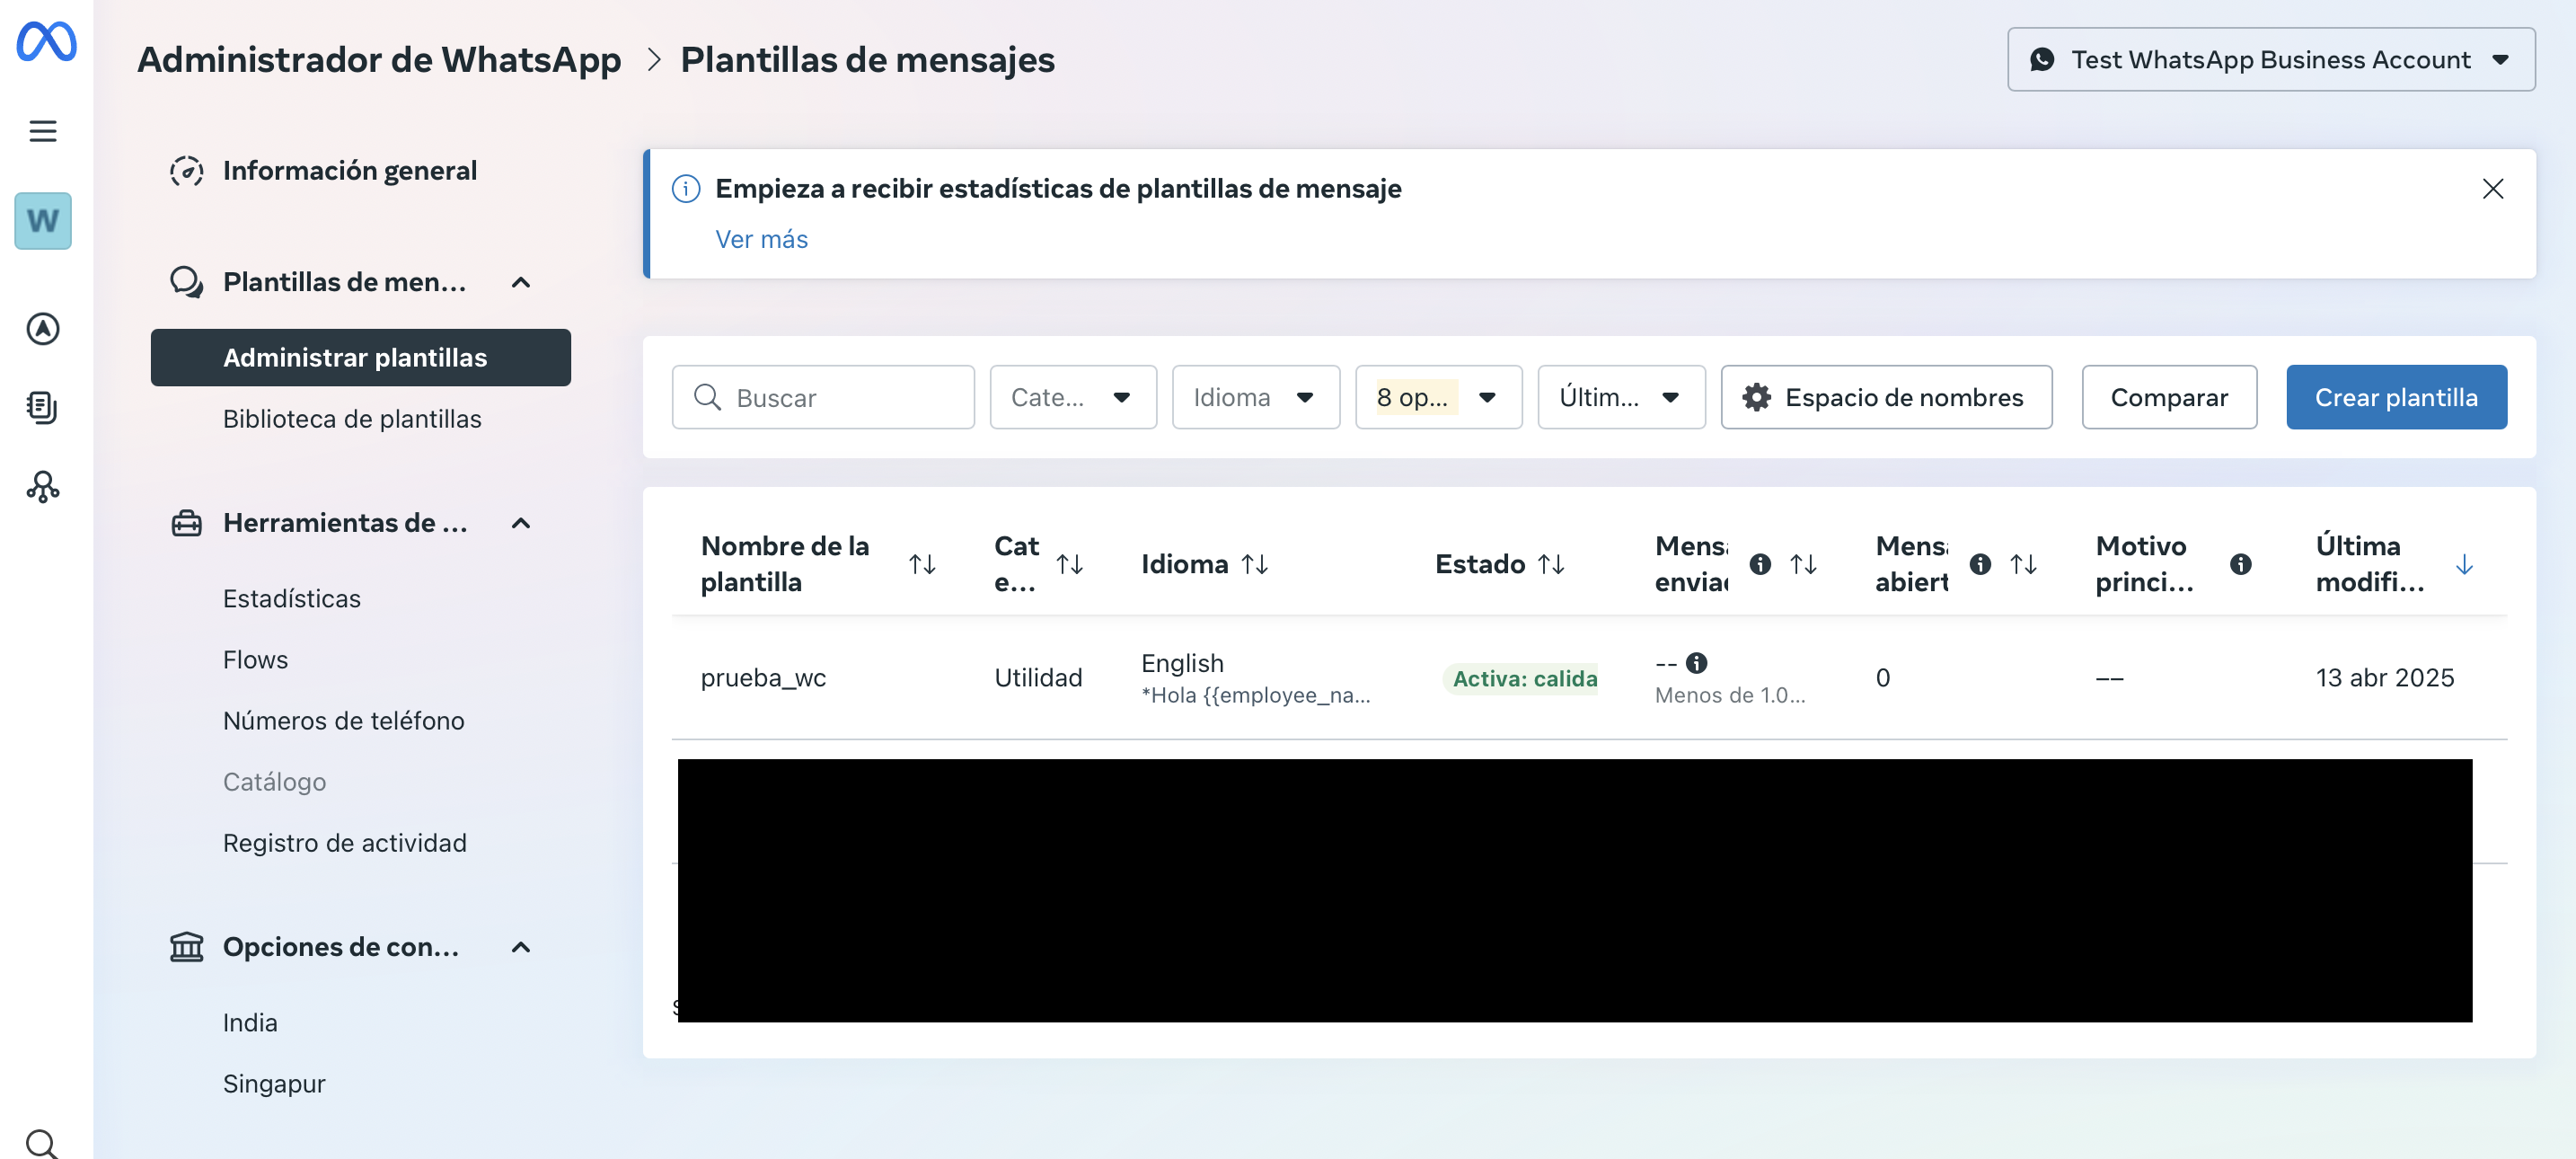 Administrador de WhatsApp > Plantillas de mensajes
Test WhatsApp Business Account
W
Información general
Plantillas de men...
Administrar plantillas
Biblioteca de plantillas
Herramientas de ...
Estadísticas
Flows
Números de teléfono
Catálogo
Registro de actividad
Opciones de con...
India
Singapur
Empieza a recibir estadísticas de plantillas de mensaje
Ver más
Buscar
Cate...
Idioma
8 op...
Últim...
Espacio de nombres
Comparar
Crear plantilla
Nombre de la
plantilla
Cat
e...
Idioma
Estado
Mens
enviac
Mens
abiert
Motivo
princi...
Última
modifi...
prueba_wc
Utilidad
English
*Hola {{employee_na...
Activa: calida
--
Menos de 1.0...
0
––
13 abr 2025